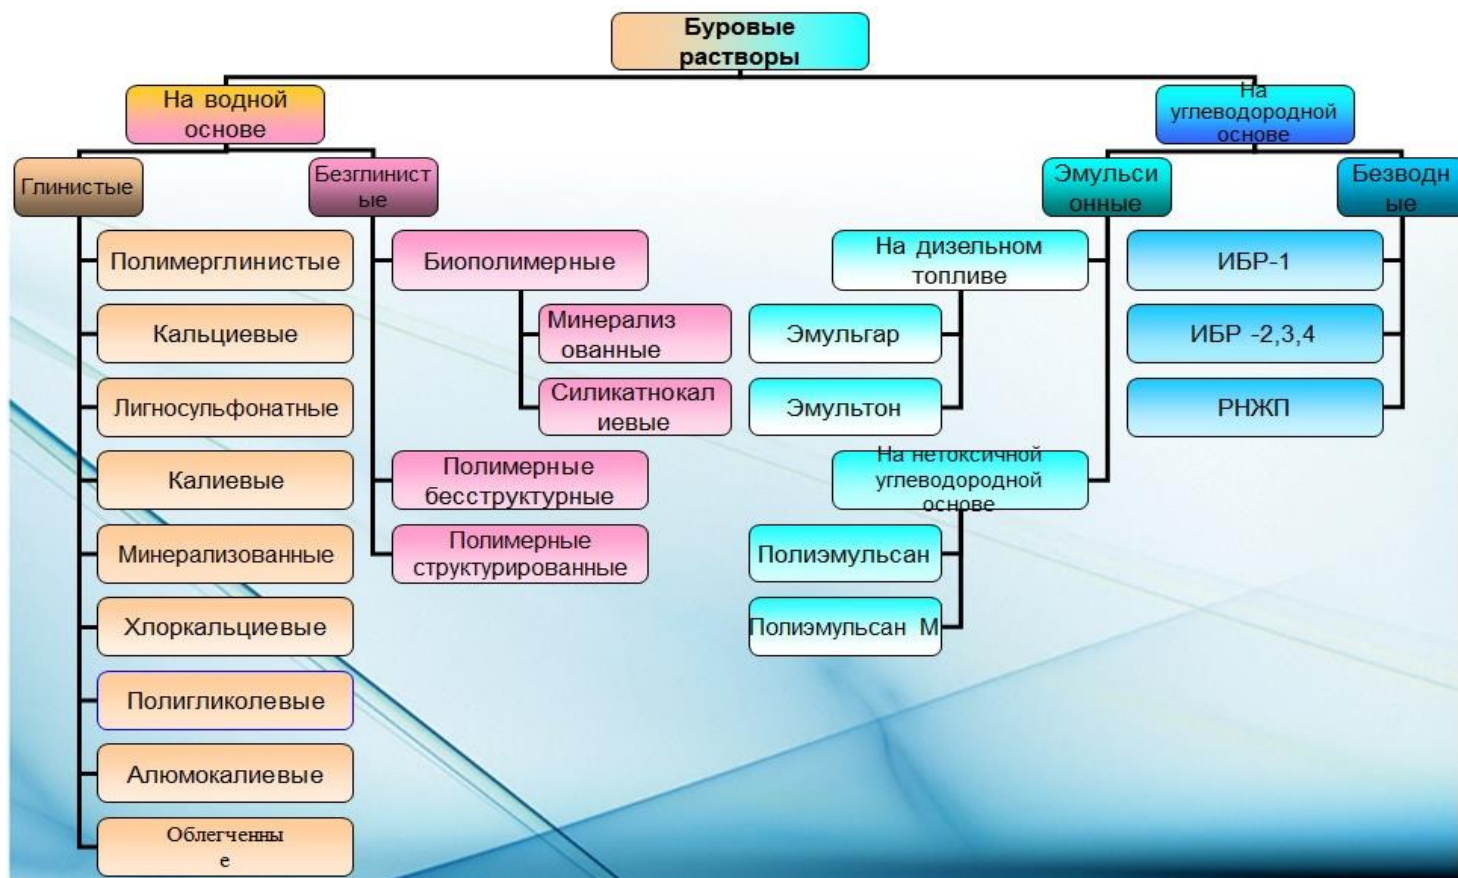 Буровые
растворы
На водной
основе
На
углеводородной
основе
Глинистые
Безглинист
ые
Эмульси
онные
Безводн
ые
Полимерглинистые
Кальциевые
Лигносульфонатные
Калиевые
Минерализованные
Хлоркальциевые
Полигликолевые
Алюмокалиевые
Облегченны
е
Биополимерные
Минерализ
ованные
Силикатнокал
иевые
Полимерные
бесструктурные
Полимерные
структурированные
На дизельном
топливе
Эмульгар
Эмультон
На нетоксичной
углеводородной
основе
Полиэмульсан
Полиэмульсан М
ИБР-1
ИБР -2,3,4
РНЖП